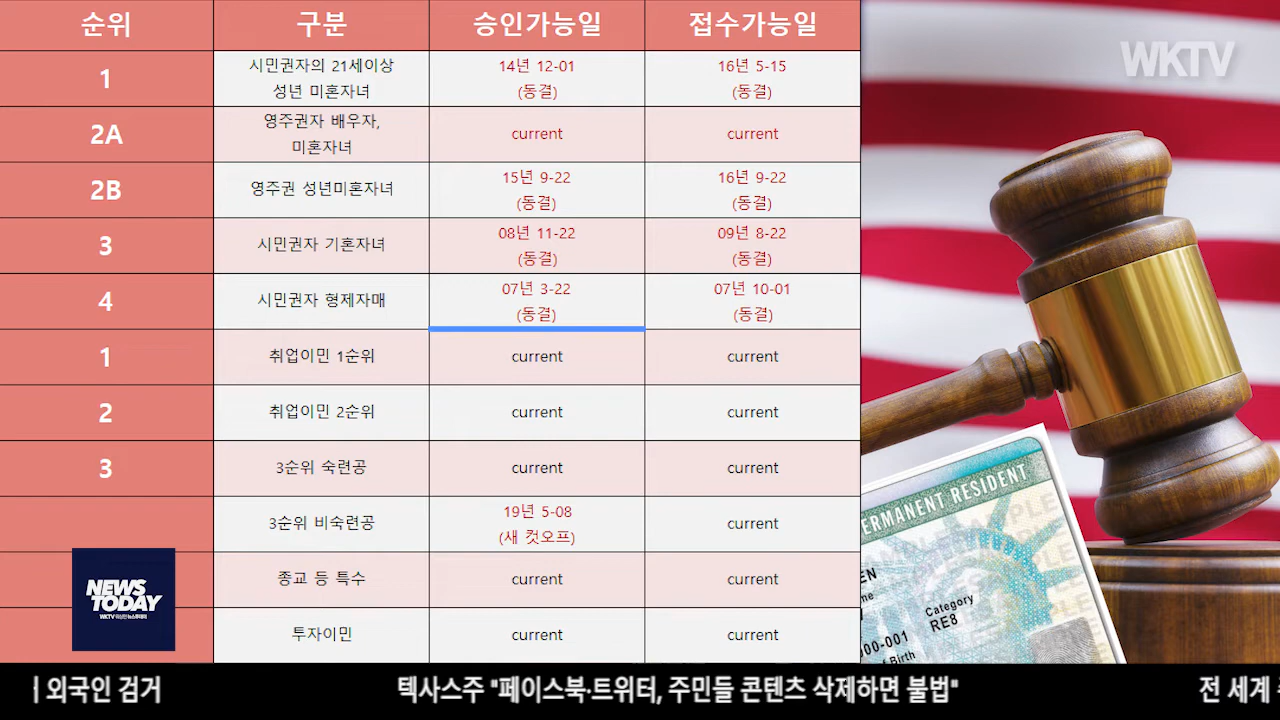 순위 구분 승인가능일 접수가능일
1 시민권자의 21세이상 14년 12-01 16년 5-15
성년 미혼자녀 (동결) (동결)
2A 영주권자 배우자, current current
미혼자녀
2B 영주권 성년미혼자녀 15년 9-22 16년 9-22
(동결) (동결)
3 시민권자 기혼자녀 08년 11-22 09년 8-22
(동결) (동결)
4 시민권자 형제자매 07년 3-22 07년 10-01
(동결) (동결)
1 취업이민 1순위 current current
2 취업이민 2순위 current current
3 3순위 숙련공 current current
3순위 비숙련공 19년 5-08 current
(새 컷오프)
종교 등 특수 current current
투자이민 current current
WKTV
ERMANENT RESIDENT
EN
me
Category
RE8
000-001
of Birth
NEWS
TODAY
외국인 검거 텍사스주 "페이스북·트위터, 주민들 콘텐츠 삭제하면 불법" 전 세계